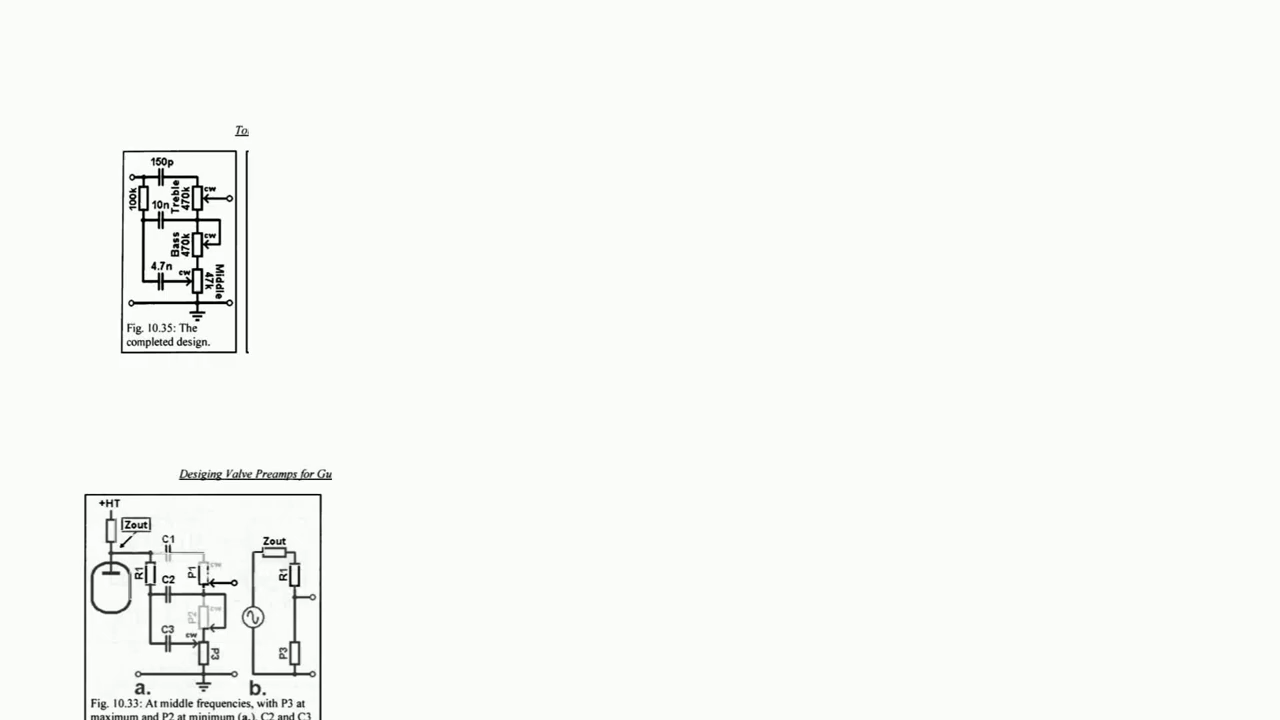 To
150p
cw
100k
Treble
470k
10n
cw
Bass
470k
4.7n
cw
Middle
47k
Fig. 10.35: The
completed design.
Desiging Valve Preamps for Gu
+HT
Zout
C1
Zout
cw
R1
P1
R1
C2
cw
P2
C3
cw
P3
P3
a.
b.
Fig. 10.33: At middle frequencies, with P3 at
maximum and P2 at minimum (a.), C2 and C3